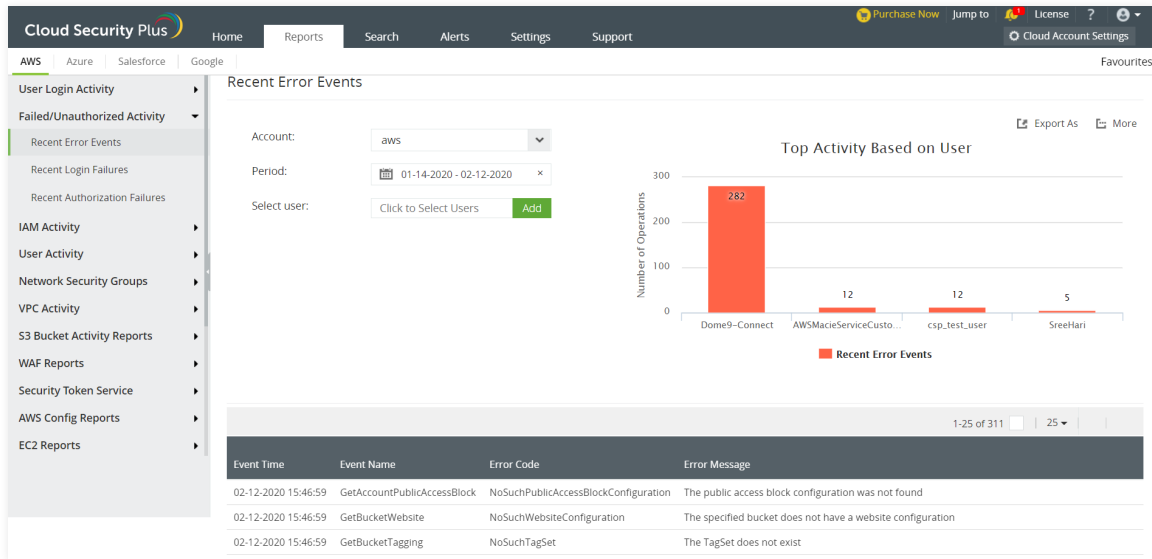 Cloud Security Plus
Home Reports Search Alerts Settings Support
Purchase Now Jump to 1 License ?
Cloud Account Settings
AWS Azure Salesforce Google
Favourites
User Login Activity
Failed/Unauthorized Activity
Recent Error Events
Recent Login Failures
Recent Authorization Failures
IAM Activity
User Activity
Network Security Groups
VPC Activity
S3 Bucket Activity Reports
WAF Reports
Security Token Service
AWS Config Reports
EC2 Reports
Recent Error Events
Export As More
Account: aws
Period: 01-14-2020 - 02-12-2020 ×
Select user: Click to Select Users Add
Top Activity Based on User
Number of Operations
300
200
100
0
282
12
12
5
Dome9-Connect AWSMacieServiceCusto... csp_test_user SreeHari
Recent Error Events
1-25 of 311 25
Event Time Event Name Error Code Error Message
02-12-2020 15:46:59 GetAccountPublicAccessBlock NoSuchPublicAccessBlockConfiguration The public access block configuration was not found
02-12-2020 15:46:59 GetBucketWebsite NoSuchWebsiteConfiguration The specified bucket does not have a website configuration
02-12-2020 15:46:59 GetBucketTagging NoSuchTagSet The TagSet does not exist